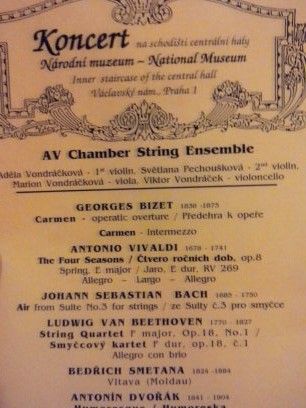 Koncert na schodišti centrální haly
Národní muzeum – National Museum
Inner staircase of the central hall
Václavský nám., Praha 1
AV Chamber String Ensemble
Adéla Vondráčková - 1st violin. Světlana Pechoušková - 2nd violin.
Marion Vondráčková - viola. Viktor Vondráček - violoncello
GEORGES BIZET 1838 -1875
Carmen - operatic overture / Předehra k opeře
Carmen - Intermezzo
ANTONIO VIVALDI 1678 - 1741
The Four Seasons / Čtvero ročních dob, op.8
Spring, E major / Jaro, E dur, RV 269
Allegro — Largo — Allegro
JOHANN SEBASTIAN BACH 1685 - 1750
Air from Suite No.3 for strings / ze Suity č.3 pro smyčce
LUDWIG VAN BEETHOVEN 1770 - 1827
String Quartet F major, Op.18, No.1 /
Smyčcový kartet F dur, op.18, č.1
Allegro con brio
BEDŘICH SMETANA 1824 -1884
Vltava (Moldau)
ANTONÍN DVOŘÁK 1841 - 1904